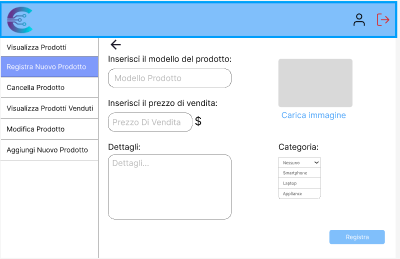 Visualizza Prodotti
Registra Nuovo Prodotto
Cancella Prodotto
Visualizza Prodotti Venduti
Modifica Prodotto
Aggiungi Nuovo Prodotto
Inserisci il modello del prodotto:
Modello Prodotto
Inserisci il prezzo di vendita:
Prezzo Di Vendita $
Dettagli:
Dettagli...
Carica immagine
Categoria:
Nessuna
Smartphone
Laptop
Appliance
Registra